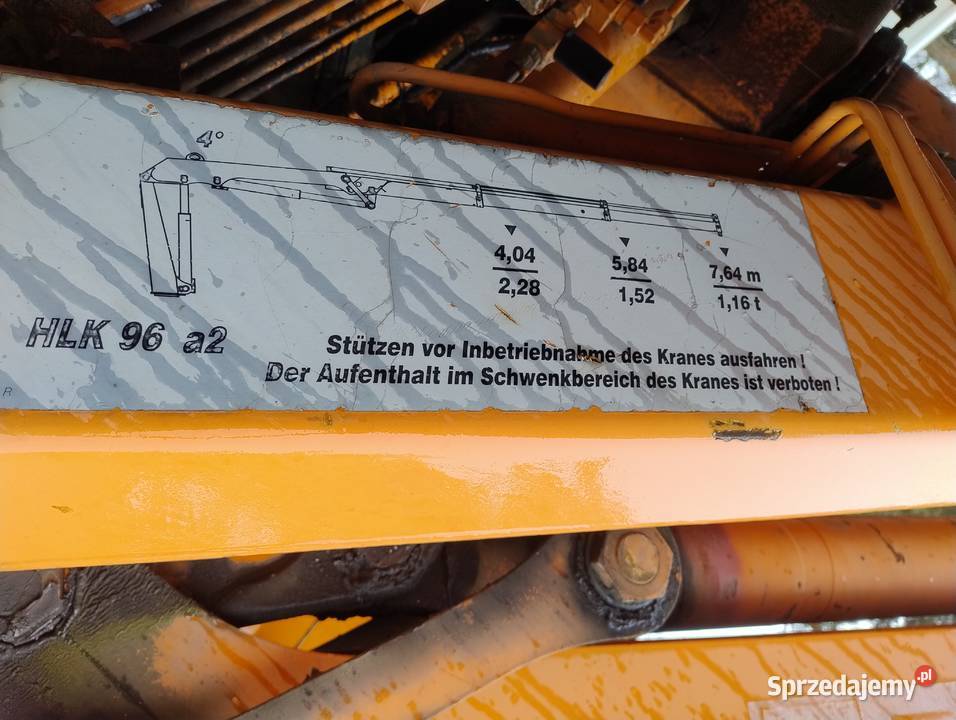 4°
4,04
2,28
5,84
1,52
7,64 m
1,16 t
HLK 96 a2
Stützen vor Inbetriebnahme des Kranes ausfahren !
Der Aufenthalt im Schwenkbereich des Kranes ist verboten !
R
Sprzedajemy.pl